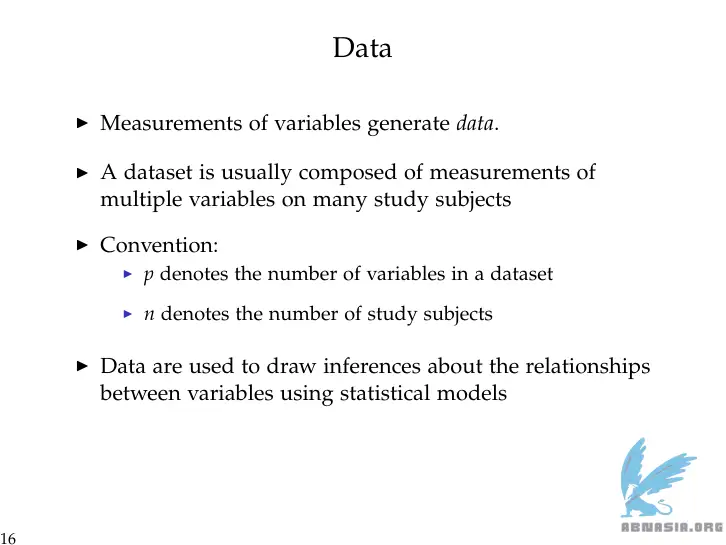 Data
▶ Measurements of variables generate data.
▶ A dataset is usually composed of measurements of
multiple variables on many study subjects
▶ Convention:
▶ p denotes the number of variables in a dataset
▶ n denotes the number of study subjects
▶ Data are used to draw inferences about the relationships
between variables using statistical models
ABNASIA.ORG
16